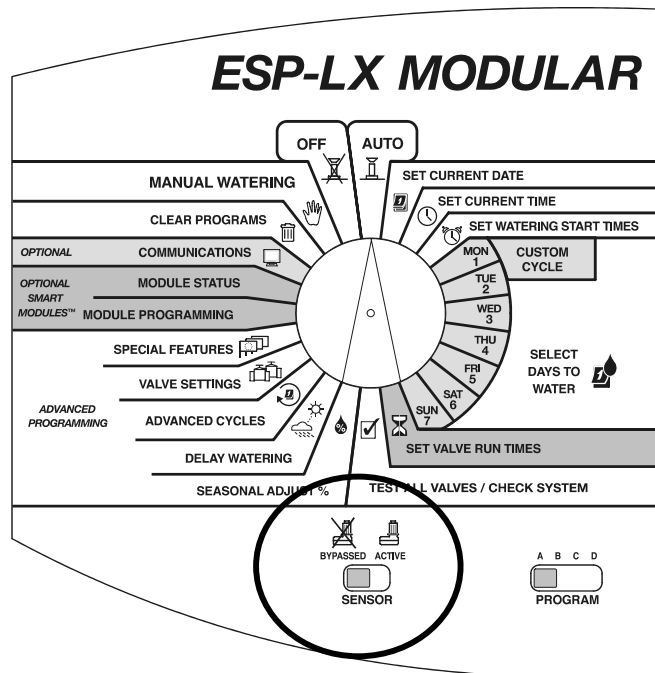 ESP-LX MODULAR
OFF
AUTO
MANUAL WATERING
CLEAR PROGRAMS
OPTIONAL
COMMUNICATIONS
OPTIONAL
SMART
MODULES™
MODULE STATUS
MODULE PROGRAMMING
SPECIAL FEATURES
VALVE SETTINGS
ADVANCED
PROGRAMMING
ADVANCED CYCLES
DELAY WATERING
SEASONAL ADJUST %
SET CURRENT DATE
SET CURRENT TIME
SET WATERING START TIMES
MON
1
TUE
2
WED
3
THU
4
FRI
5
SAT
6
SUN
7
CUSTOM
CYCLE
SELECT
DAYS TO
WATER
SET VALVE RUN TIMES
TEST ALL VALVES / CHECK SYSTEM
BYPASSED ACTIVE
SENSOR
A B C D
PROGRAM
1
1
1
%